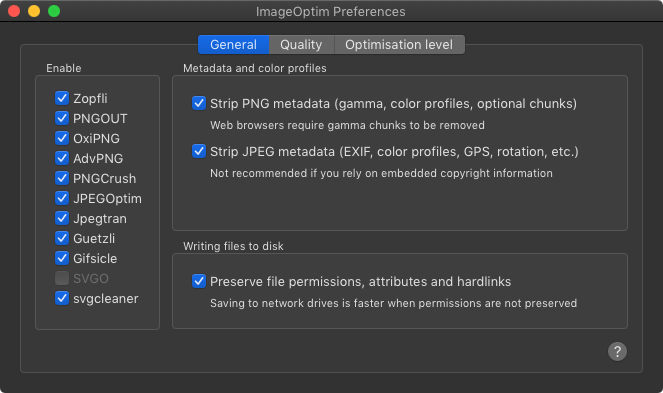 ImageOptim Preferences
General
Quality
Optimisation level
Enable
Zopfli
PNGOUT
OxiPNG
AdvPNG
PNGCrush
JPEGOptim
Jpegtran
Guetzli
Gifsicle
SVGO
svgcleaner
Metadata and color profiles
Strip PNG metadata (gamma, color profiles, optional chunks)
Web browsers require gamma chunks to be removed
Strip JPEG metadata (EXIF, color profiles, GPS, rotation, etc.)
Not recommended if you rely on embedded copyright information
Writing files to disk
Preserve file permissions, attributes and hardlinks
Saving to network drives is faster when permissions are not preserved
?